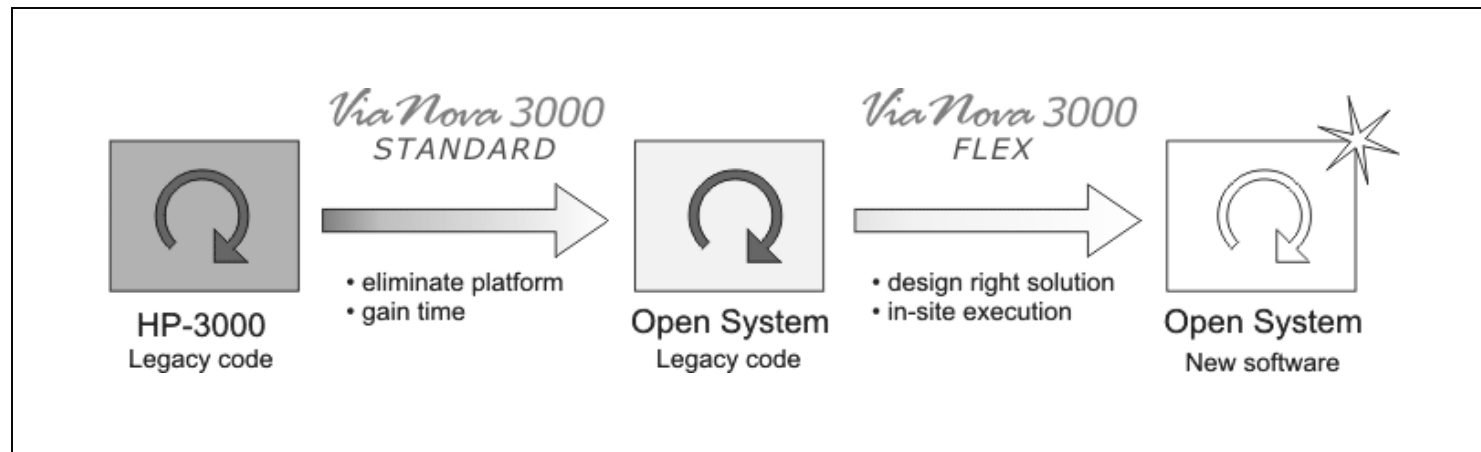 ViaNova 3000
STANDARD
ViaNova 3000
FLEX
• eliminate platform
• gain time
• design right solution
• in-site execution
HP-3000
Legacy code
Open System
Legacy code
Open System
New software